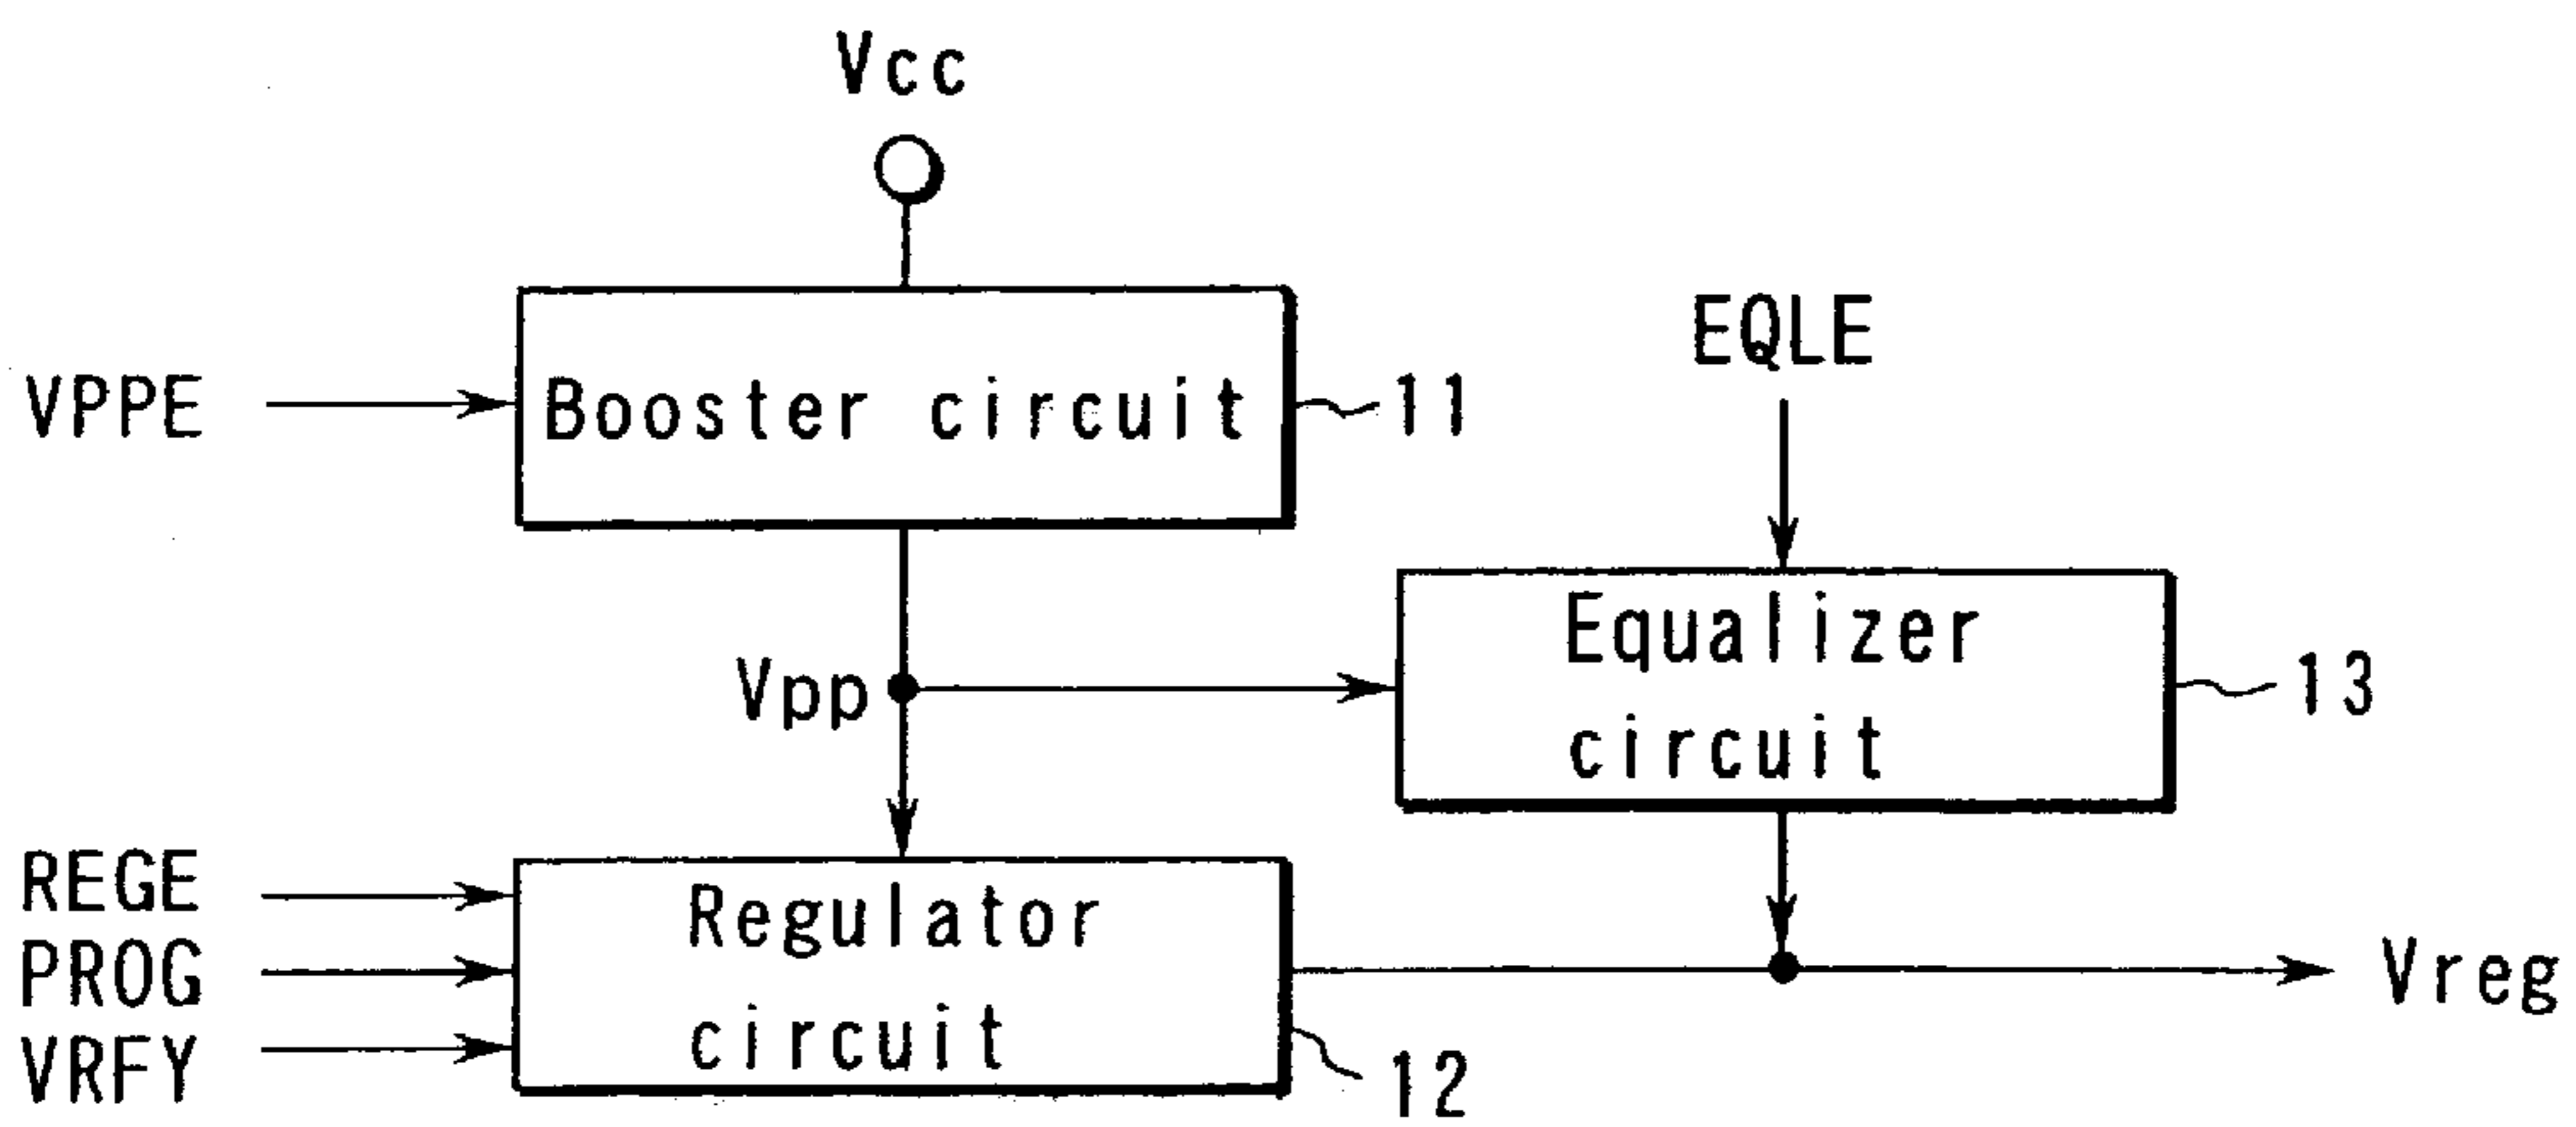 Vcc
VPPE
Booster circuit
11
EQLE
Equalizer
circuit
13
Vpp
REGE
PROG
VRFY
Regulator
circuit
12
Vreg